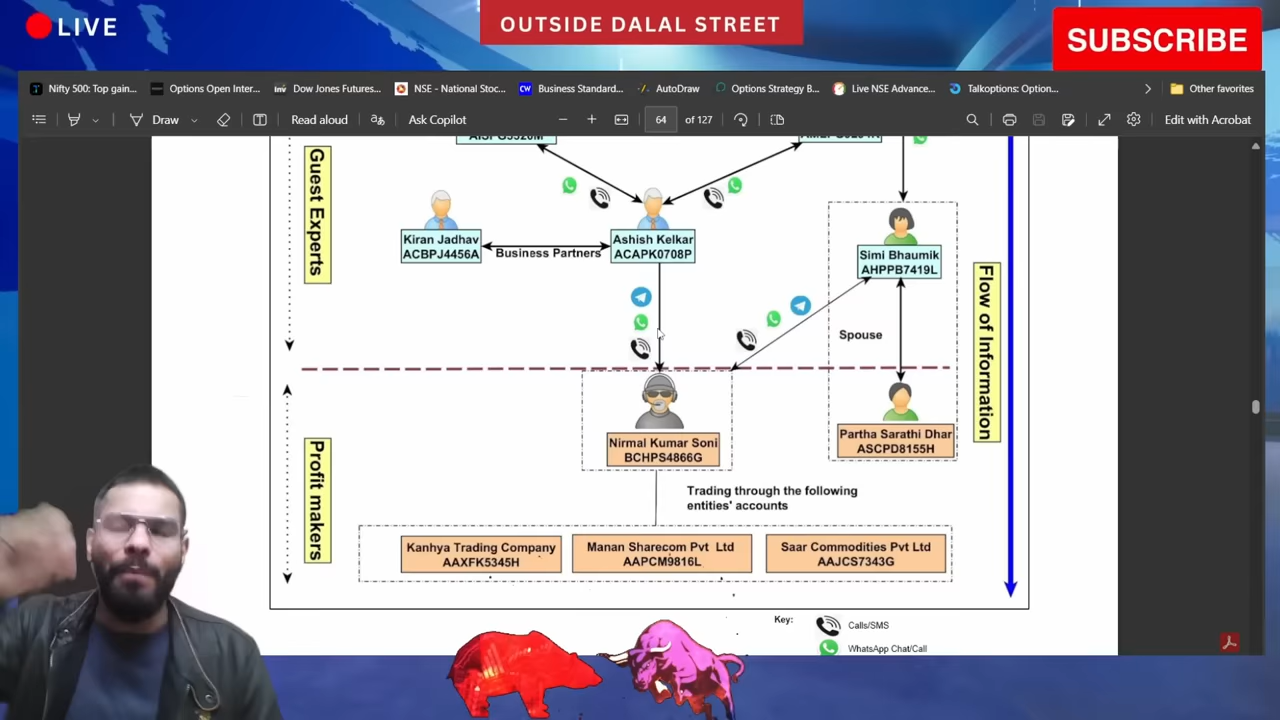 LIVE
OUTSIDE DALAL STREET
SUBSCRIBE
Nifty 500: Top gain...
Options Open Inter...
Dow Jones Futures...
NSE - National Stoc...
Business Standard...
AutoDraw
Options Strategy B...
Live NSE Advance...
Talkoptions: Option...
Other favorites
Draw
Read aloud
Ask Copilot
64 of 127
Edit with Acrobat
Guest Experts
Kiran Jadhav
ACBPJ4456A
Business Partners
Ashish Kelkar
ACAPK0708P
Simi Bhaumik
AHPPB7419L
Spouse
Flow of Information
Profit makers
Nirmal Kumar Soni
BCHPS4866G
Partha Sarathi Dhar
ASCPD8155H
Trading through the following
entities' accounts
Kanhya Trading Company
AAXFK5345H
Manan Sharecom Pvt Ltd
AAPCM9816L
Saar Commodities Pvt Ltd
AAJCS7343G
Key:
Calls/SMS
WhatsApp Chat/Call